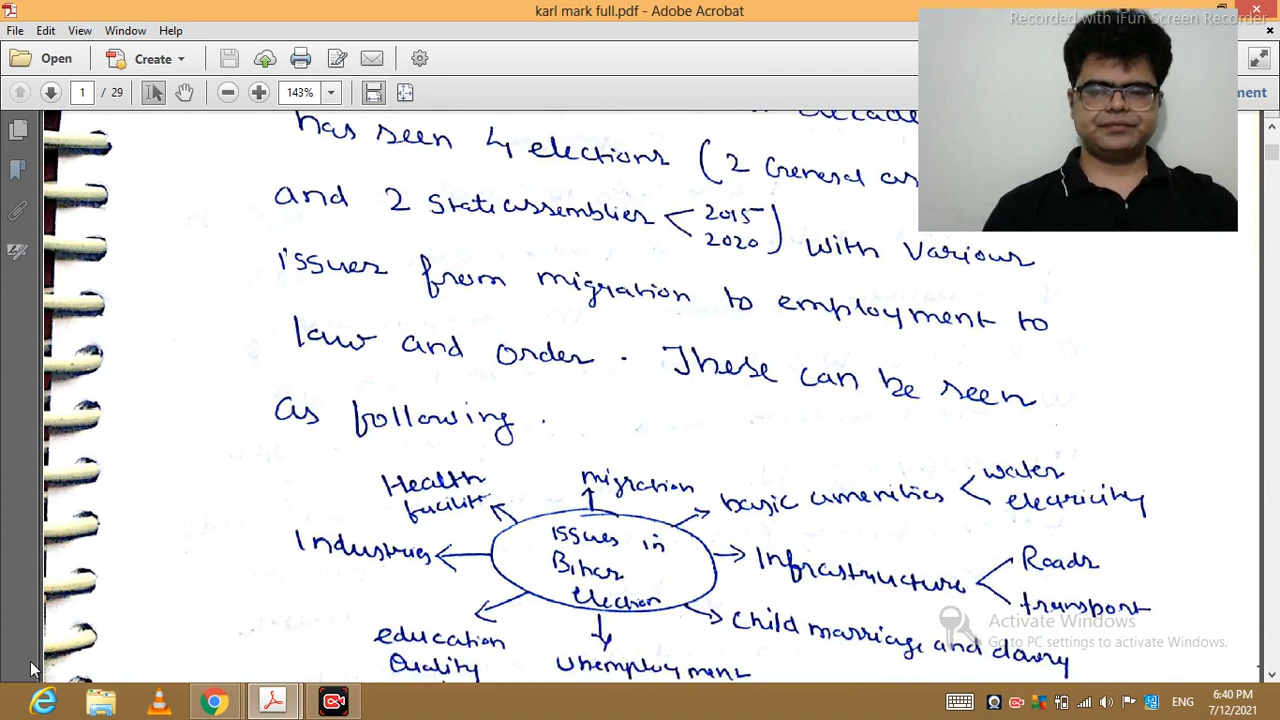 karl mark full.pdf - Adobe Acrobat
Recorded with iFun Screen Recorder
File Edit View Window Help
Open Create
1 / 29 143% ment
decade
has seen 4 elections ( 2 General as
and 2 State assemblies < 2015
2020 ) with various
issues from migration to employment to
law and order . These can be seen
as following .
Health
facility
migration
basic amenities < water
electricity
Industries
issues in
Bihar
election
Infrastructure < Roads
transport
education
Quality
unemployment
child marriage and dowry
Activate Windows
Go to PC settings to activate Windows.
ENG
6:40 PM
7/12/2021